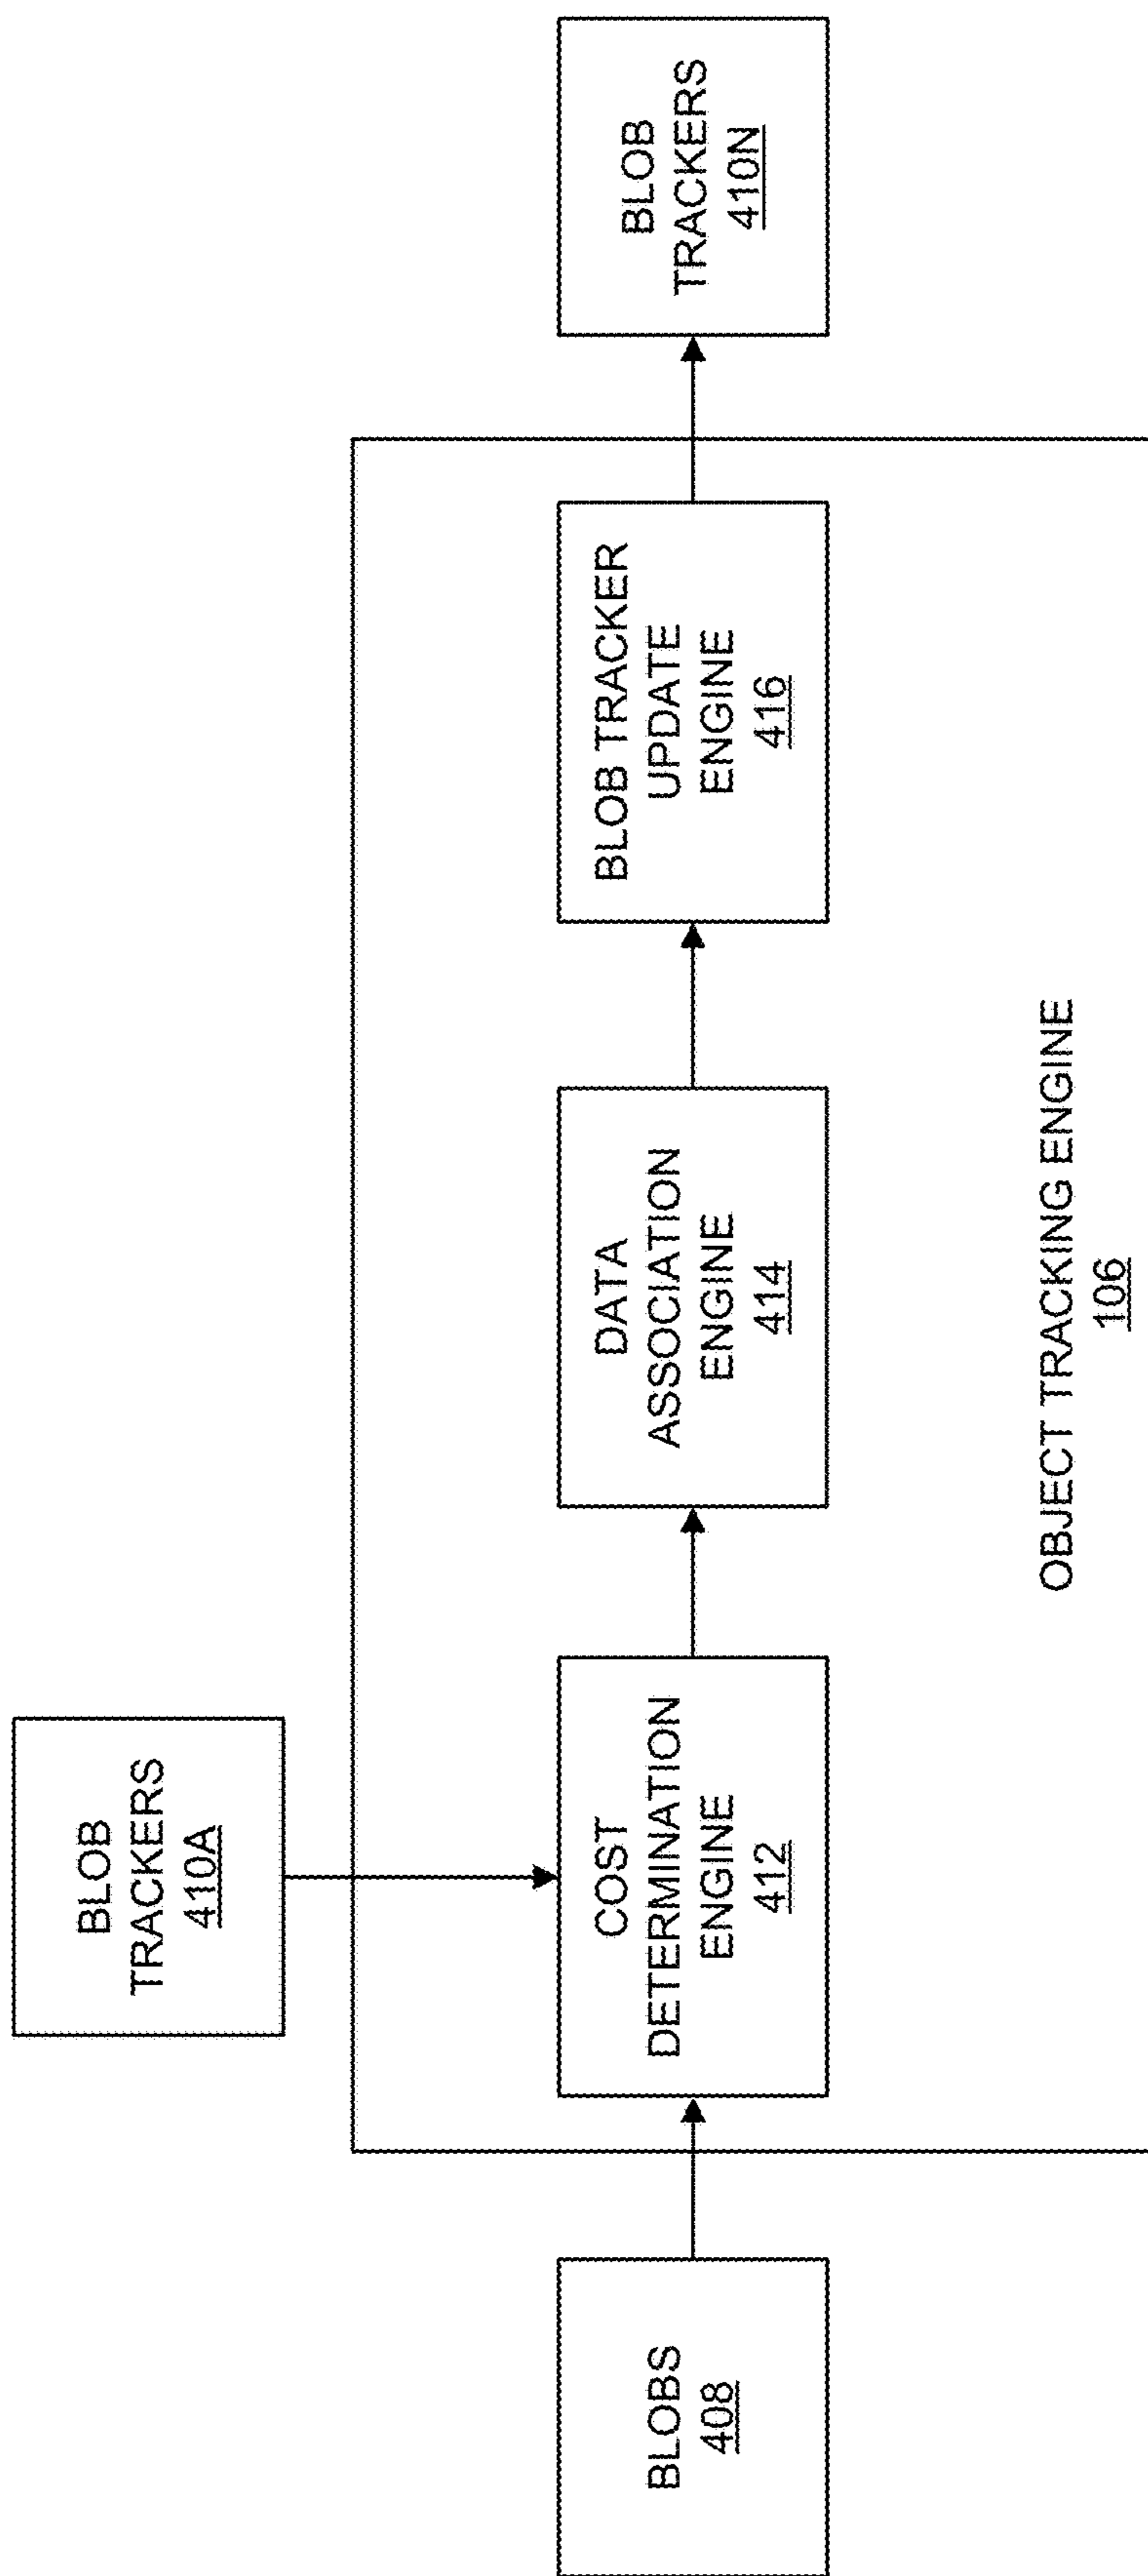 BLOB
TRACKERS
410A
BLOBS
408
COST
DETERMINATION
ENGINE
412
DATA
ASSOCIATION
ENGINE
414
BLOB TRACKER
UPDATE
ENGINE
416
BLOB
TRACKERS
410N
OBJECT TRACKING ENGINE
106